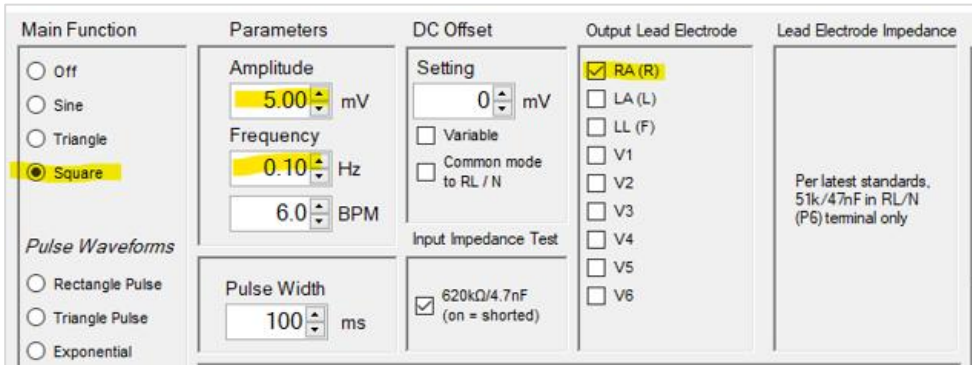 Main Function
Off
Sine
Triangle
Square
Pulse Waveforms
Rectangle Pulse
Triangle Pulse
Exponential
Parameters
Amplitude
5.00 mV
Frequency
0.10 Hz
6.0 BPM
Pulse Width
100 ms
DC Offset
Setting
0 mV
Variable
Common mode
to RL / N
Input Impedance Test
620kΩ/4.7nF
(on = shorted)
Output Lead Electrode
RA (R)
LA (L)
LL (F)
V1
V2
V3
V4
V5
V6
Lead Electrode Impedance
Per latest standards,
51k/47nF in RL/N
(P6) terminal only